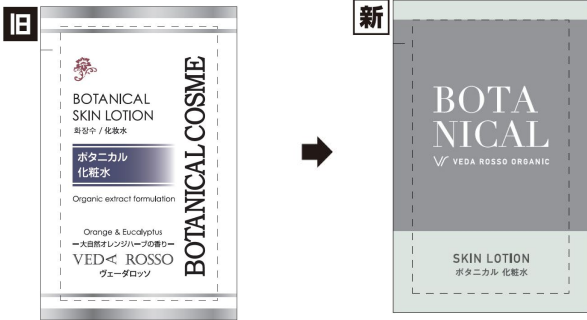 旧
BOTANICAL
SKIN LOTION
화장수 / 化妆水
ボタニカル
化粧水
Organic extract formulation
Orange & Eucalyptus
ー大自然オレンジハーブの香りー
VEDA ROSSO
ヴェーダロッソ
BOTANICAL COSME
新
BOTA
NICAL
VEDA ROSSO ORGANIC
SKIN LOTION
ボタニカル 化粧水